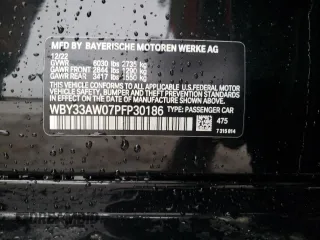 MFD BY BAYERISCHE MOTOREN WERKE AG
12/22
GVWR 6030 lbs 2735 kg
GAWR FRONT 2844 lbs 1290 kg
GAWR REAR 3417 lbs 1550 kg
THIS VEHICLE CONFORMS TO ALL APPLICABLE U.S. FEDERAL
MOTOR VEHICLE SAFETY, BUMPER, AND THEFT PREVENTION STANDARDS
IN EFFECT ON THE DATE OF MANUFACTURE SHOWN ABOVE.
WBY33AW07PFP30186 TYPE: PASSENGER CAR
475